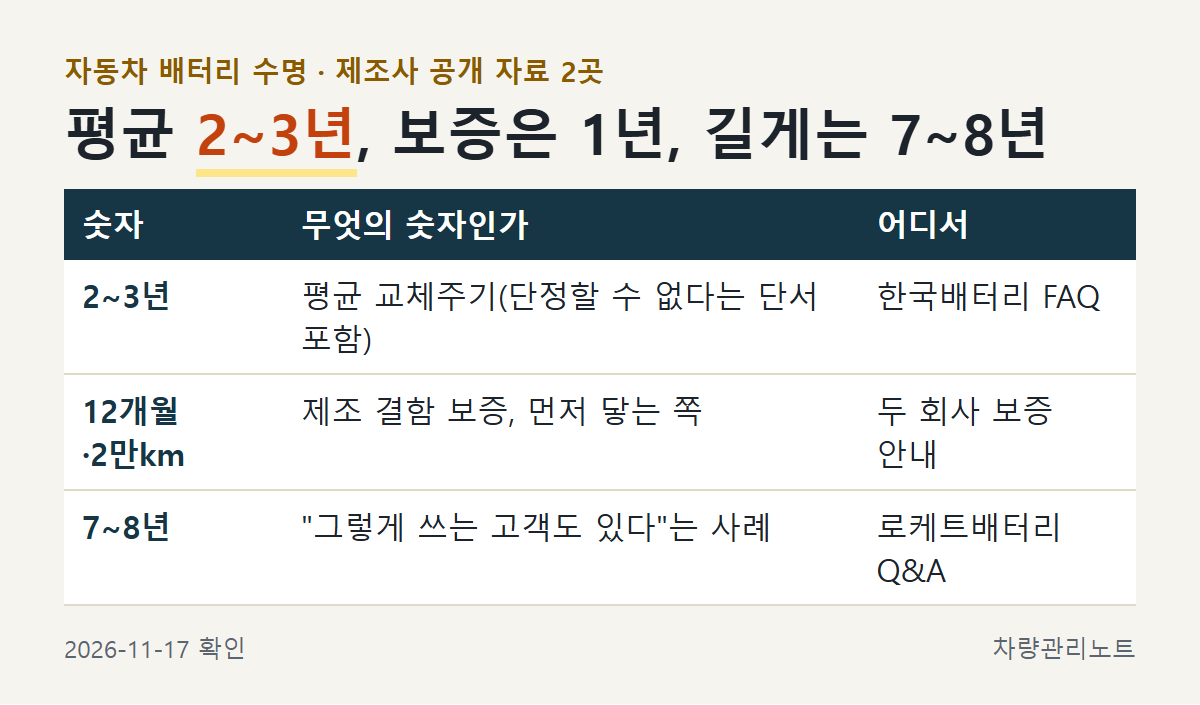 자동차 배터리 수명 · 제조사 공개 자료 2곳
평균 2~3년, 보증은 1년, 길게는 7~8년
숫자 무엇의 숫자인가 어디서
2~3년 평균 교체주기(단정할 수 없다는 단서 한국배터리 FAQ
포함)
12개월 제조 결함 보증, 먼저 닿는 쪽 두 회사 보증
·2만km 안내
7~8년 "그렇게 쓰는 고객도 있다"는 사례 로케트배터리
Q&A
2026-11-17 확인 차량관리노트